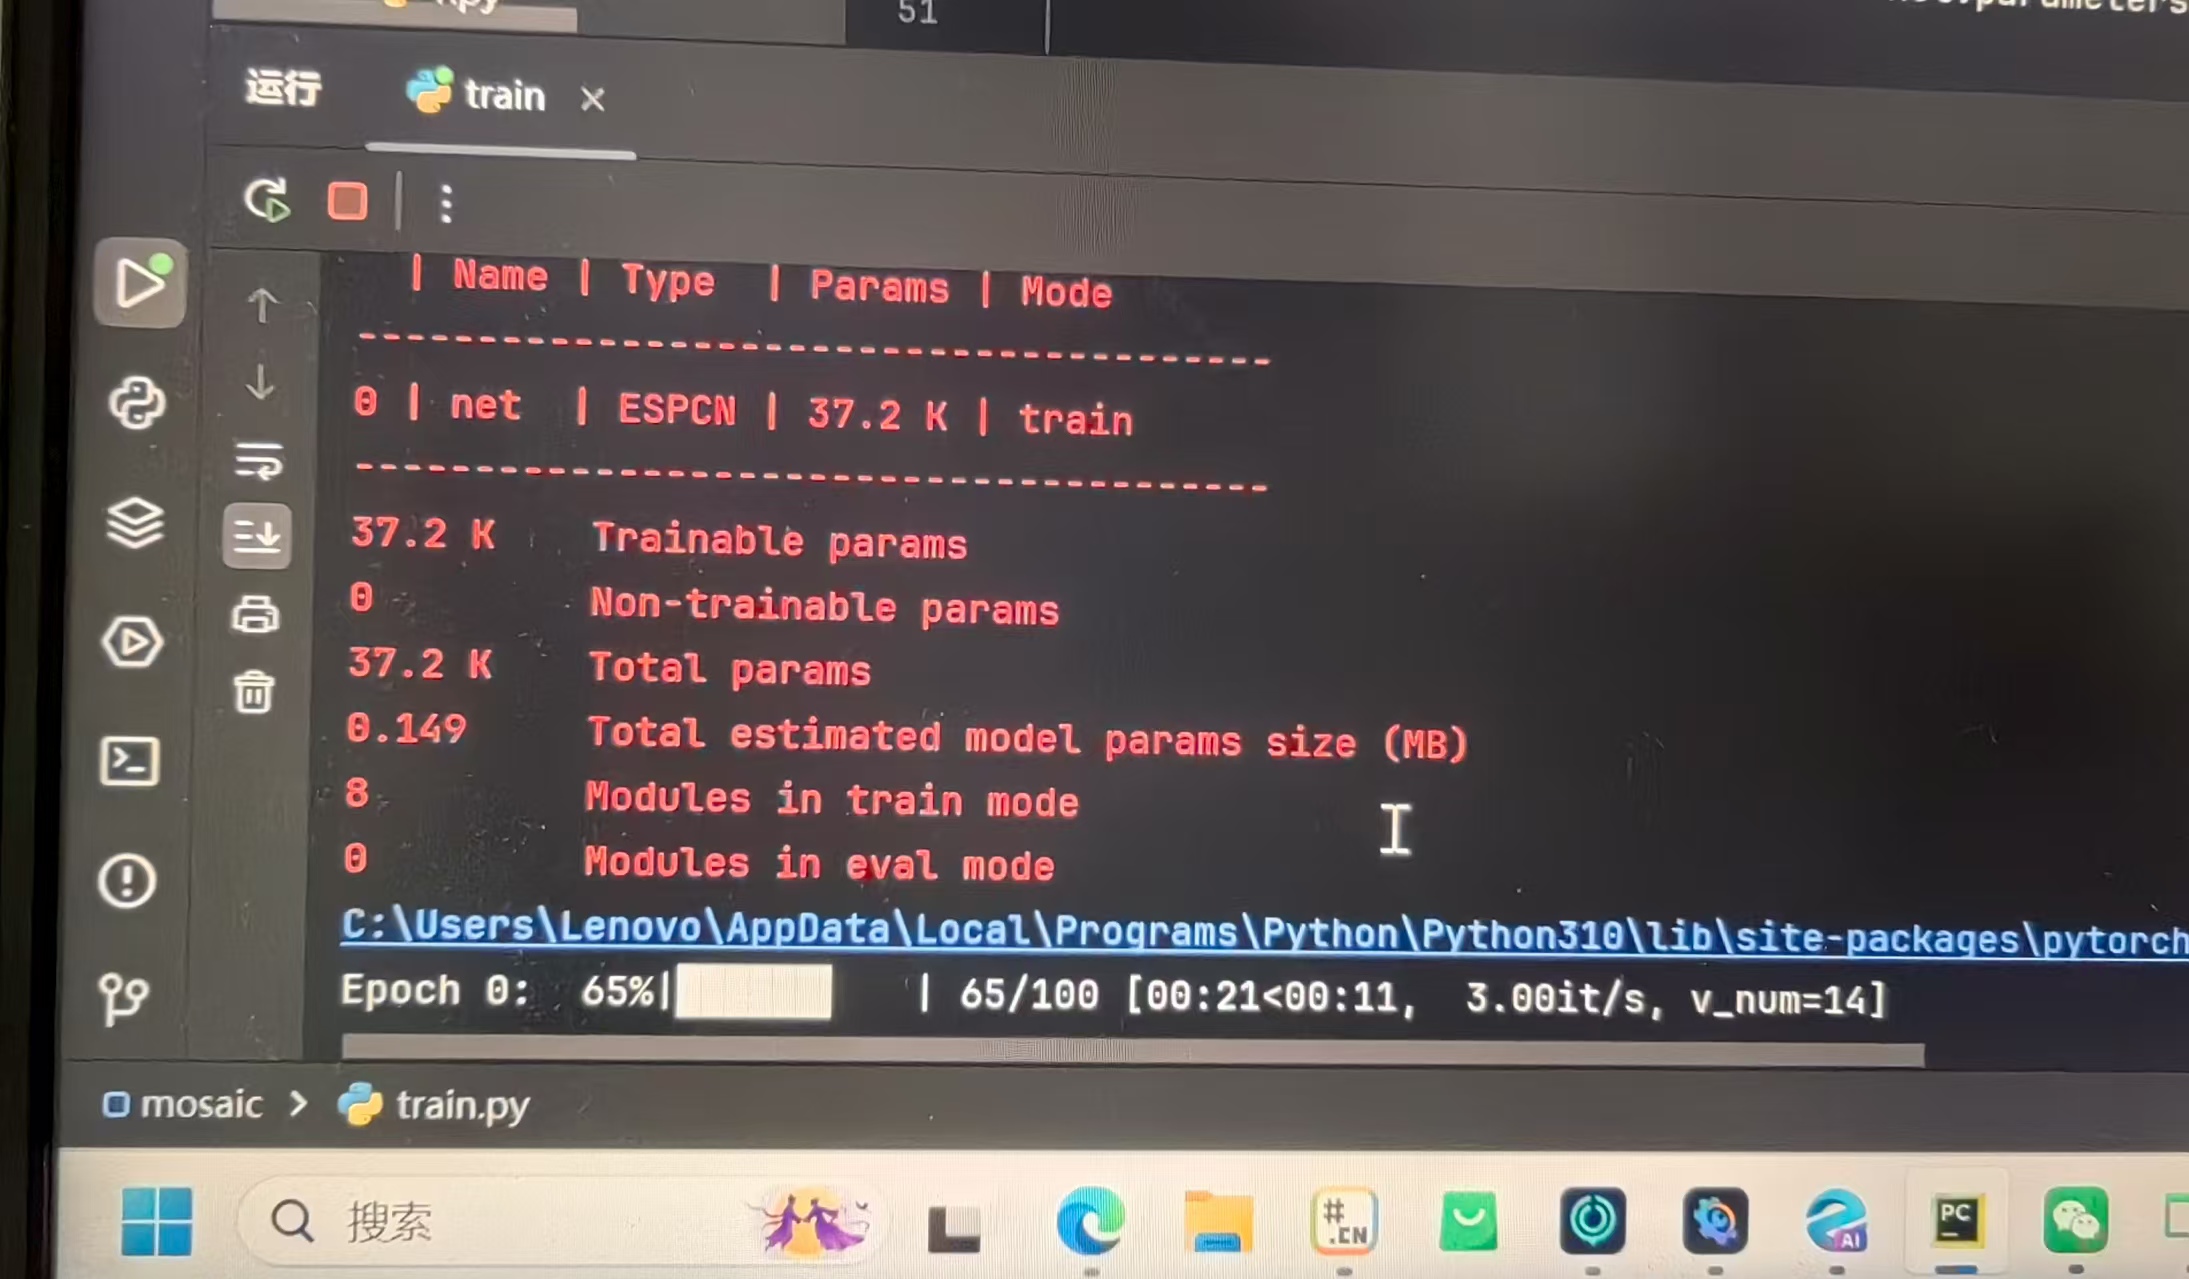 51
运行 train
| Name | Type | Params | Mode
----------------------------------------
0 | net | ESPCN | 37.2 K | train
----------------------------------------
37.2 K Trainable params
0 Non-trainable params
37.2 K Total params
0.149 Total estimated model params size (MB)
8 Modules in train mode
0 Modules in eval mode
C:\Users\Lenovo\AppData\Local\Programs\Python\Python310\lib\site-packages\pytorch
Epoch 0: 65%| | 65/100 [00:21<00:11, 3.00it/s, v_num=14]
mosaic > train.py
搜索
#.CN
AI
PC